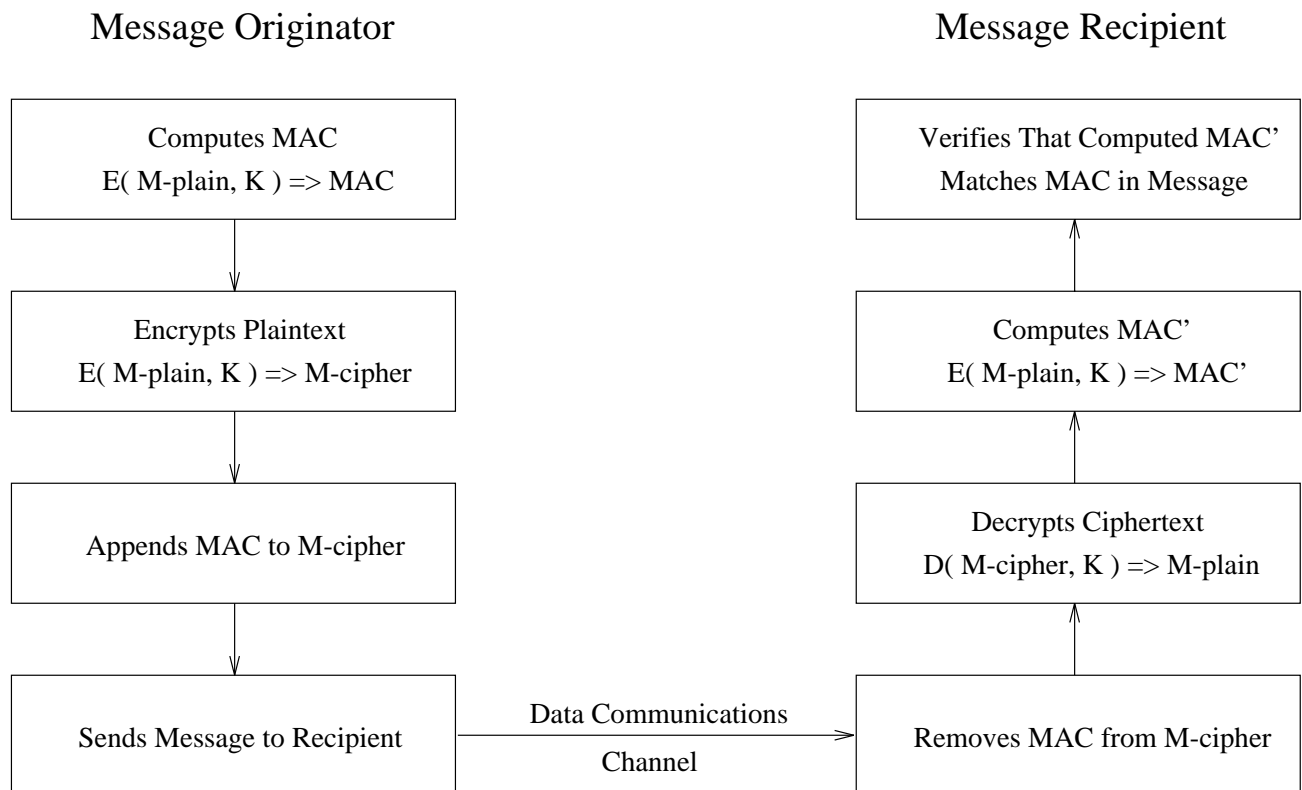 Message Originator
Computes MAC
E( M-plain, K ) => MAC
Encrypts Plaintext
E( M-plain, K ) => M-cipher
Appends MAC to M-cipher
Sends Message to Recipient
Data Communications
Channel
Message Recipient
Verifies That Computed MAC’
Matches MAC in Message
Computes MAC’
E( M-plain, K ) => MAC’
Decrypts Ciphertext
D( M-cipher, K ) => M-plain
Removes MAC from M-cipher